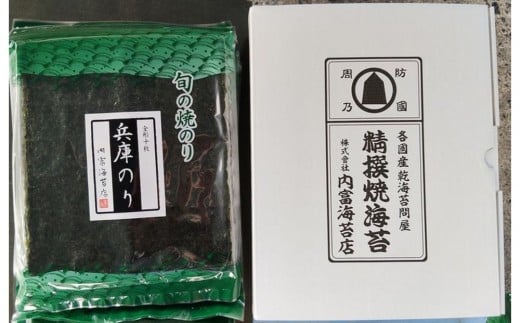 旬の焼のり
全形十枚
兵庫のり
内富海苔店
防國
周乃
各國産乾海苔問屋
精撰焼海苔
株式会社 内富海苔店